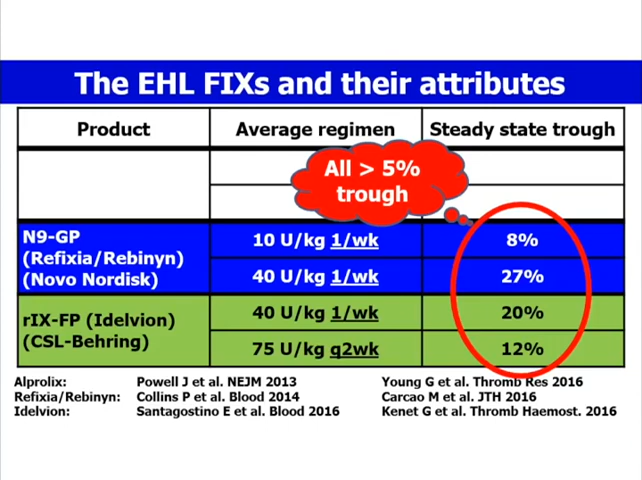 The EHL FIXs and their attributes
Product Average regimen Steady state trough
All > 5%
trough
N9-GP
(Refixia/Rebinyn)
(Novo Nordisk)
10 U/kg 1/wk 8%
40 U/kg 1/wk 27%
rIX-FP (Idelvion)
(CSL-Behring)
40 U/kg 1/wk 20%
75 U/kg q2wk 12%
Alprolix: Powell J et al. NEJM 2013 Young G et al. Thromb Res 2016
Refixia/Rebinyn: Collins P et al. Blood 2014 Carcao M et al. JTH 2016
Idelvion: Santagostino E et al. Blood 2016 Kenet G et al. Thromb Haemost. 2016